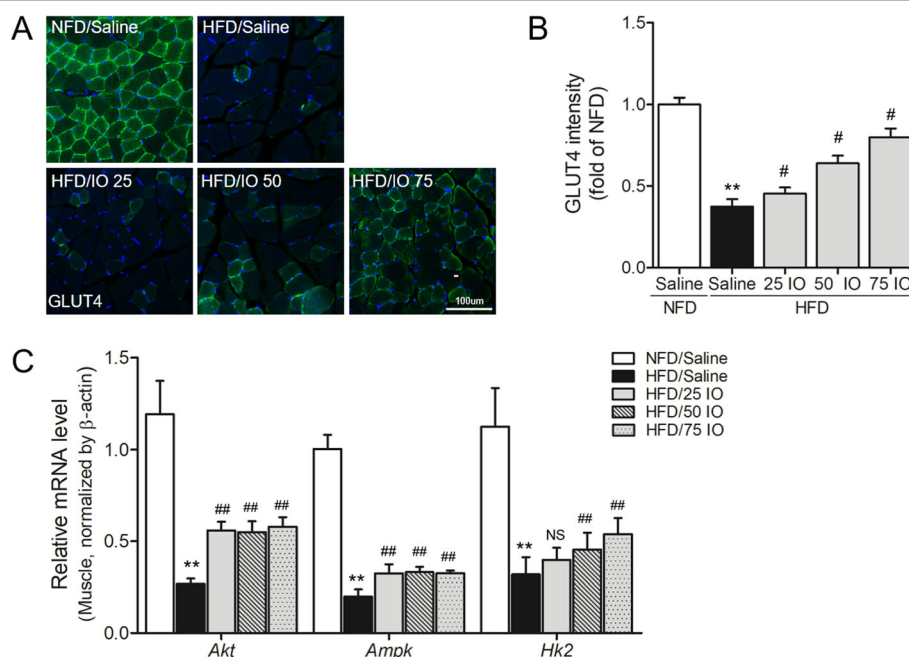 A
NFD/Saline
HFD/Saline
HFD/IO 25
HFD/IO 50
HFD/IO 75
GLUT4
100um
B
GLUT4 intensity
(fold of NFD)
1.5
1.0
0.5
0.0
**
#
#
#
Saline Saline 25 IO 50 IO 75 IO
NFD HFD
C
Relative mRNA level
(Muscle, normalized by β-actin)
1.5
1.0
0.5
0.0
** ## ## ##
** ## ## ##
** NS ## ##
Akt Ampk Hk2
NFD/Saline
HFD/Saline
HFD/25 IO
HFD/50 IO
HFD/75 IO